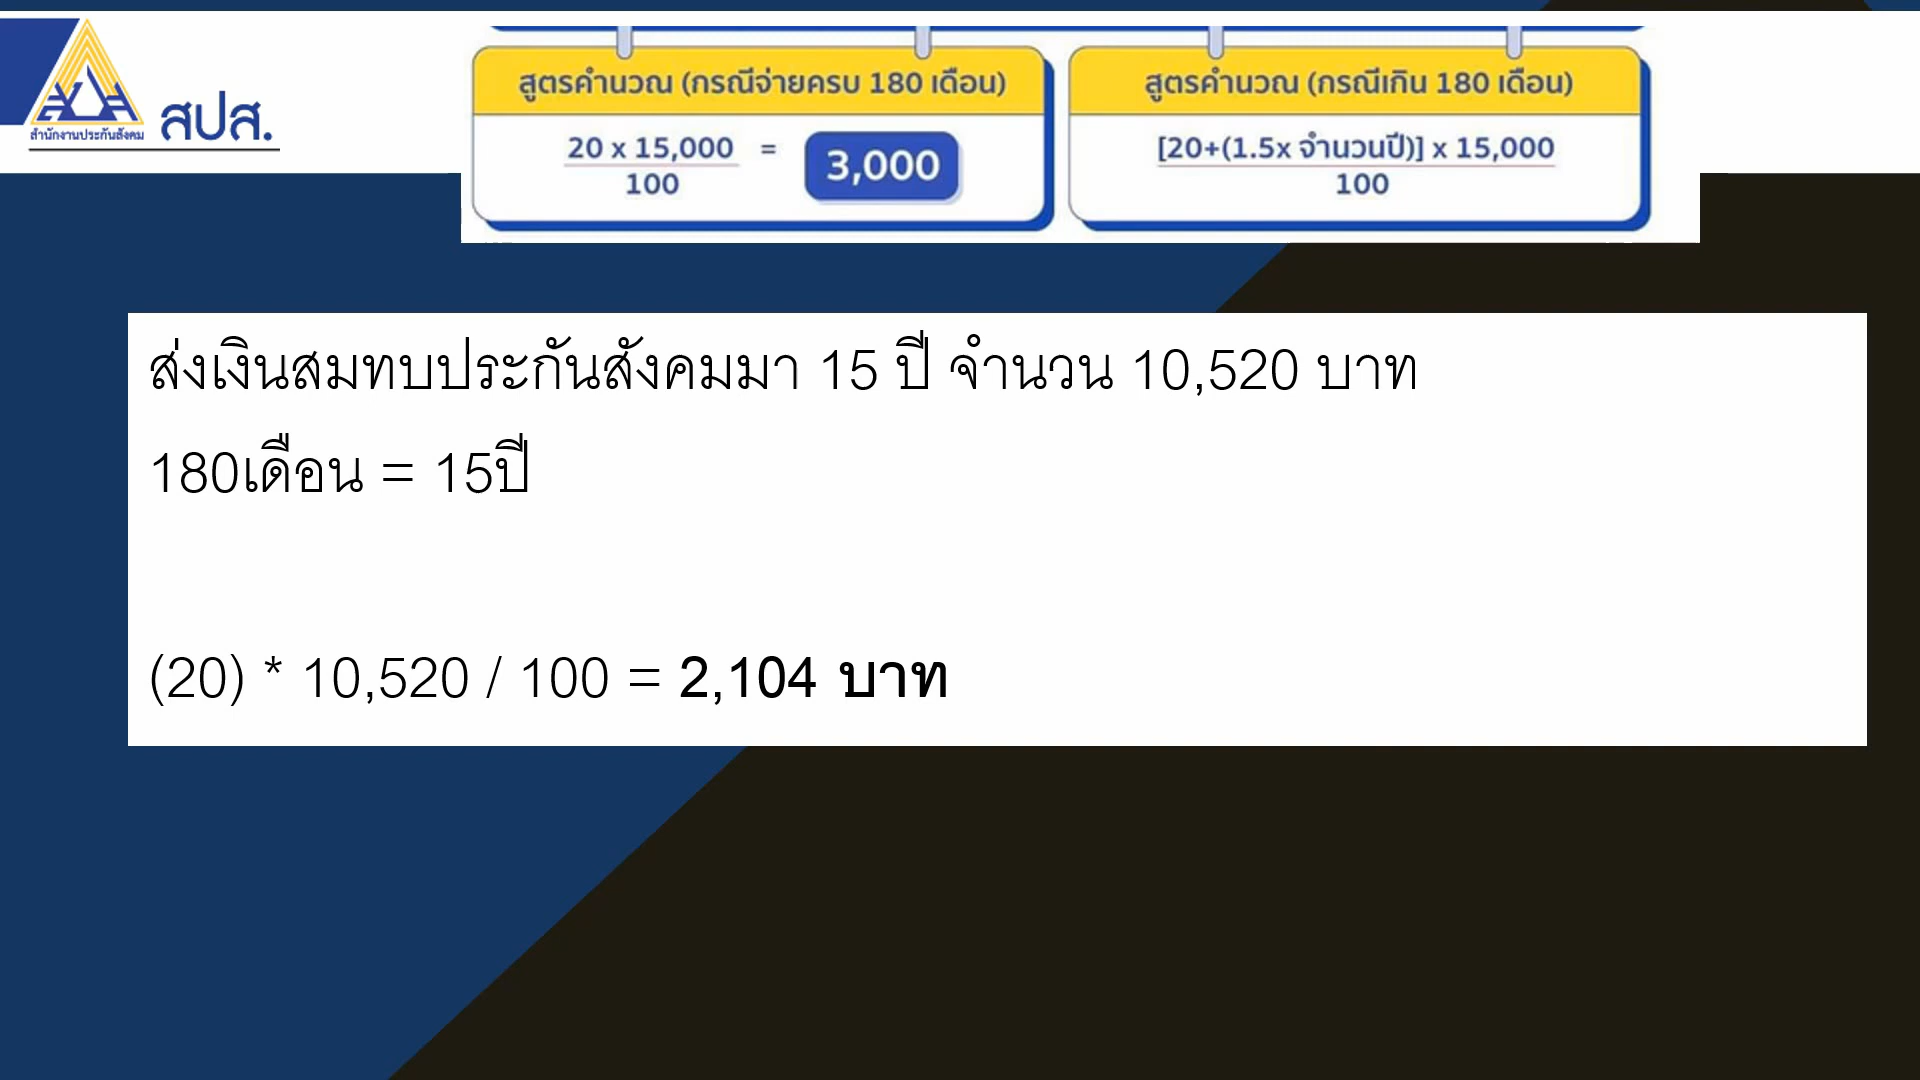 สำนักงานประกันสังคม
สปส.
สูตรคำนวณ (กรณีจ่ายครบ 180 เดือน)
20 x 15,000 = 3,000
100
สูตรคำนวณ (กรณีเกิน 180 เดือน)
[20+(1.5x จำนวนปี)] x 15,000
100
ส่งเงินสมทบประกันสังคมมา 15 ปี จำนวน 10,520 บาท
180เดือน = 15ปี
(20) * 10,520 / 100 = 2,104 บาท